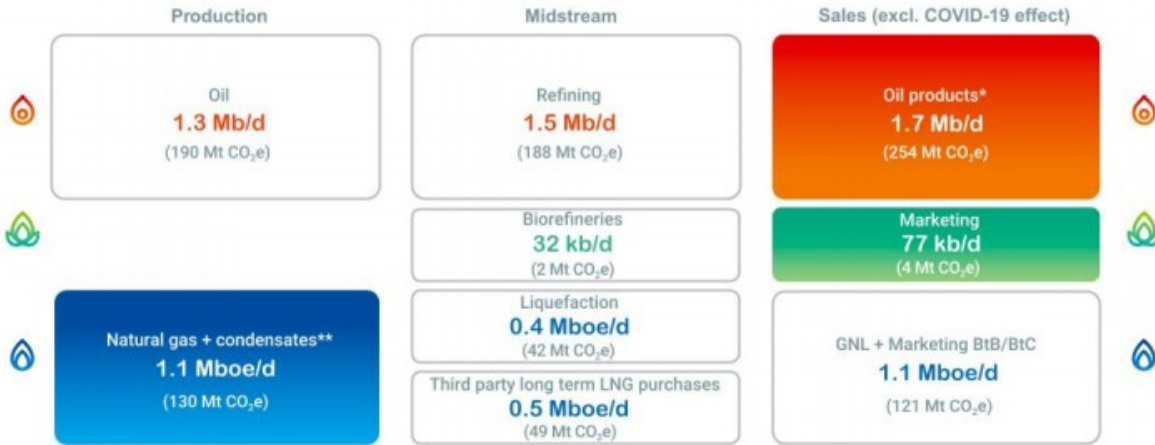 Production
Midstream
Sales (excl. COVID-19 effect)
Oil
1.3 Mb/d
(190 Mt CO₂e)
Refining
1.5 Mb/d
(188 Mt CO₂e)
Oil products*
1.7 Mb/d
(254 Mt CO₂e)
Biorefineries
32 kb/d
(2 Mt CO₂e)
Marketing
77 kb/d
(4 Mt CO₂e)
Natural gas + condensates**
1.1 Mboe/d
(130 Mt CO₂e)
Liquefaction
0.4 Mboe/d
(42 Mt CO₂e)
Third party long term LNG purchases
0.5 Mboe/d
(49 Mt CO₂e)
GNL + Marketing BtB/BtC
1.1 Mboe/d
(121 Mt CO₂e)